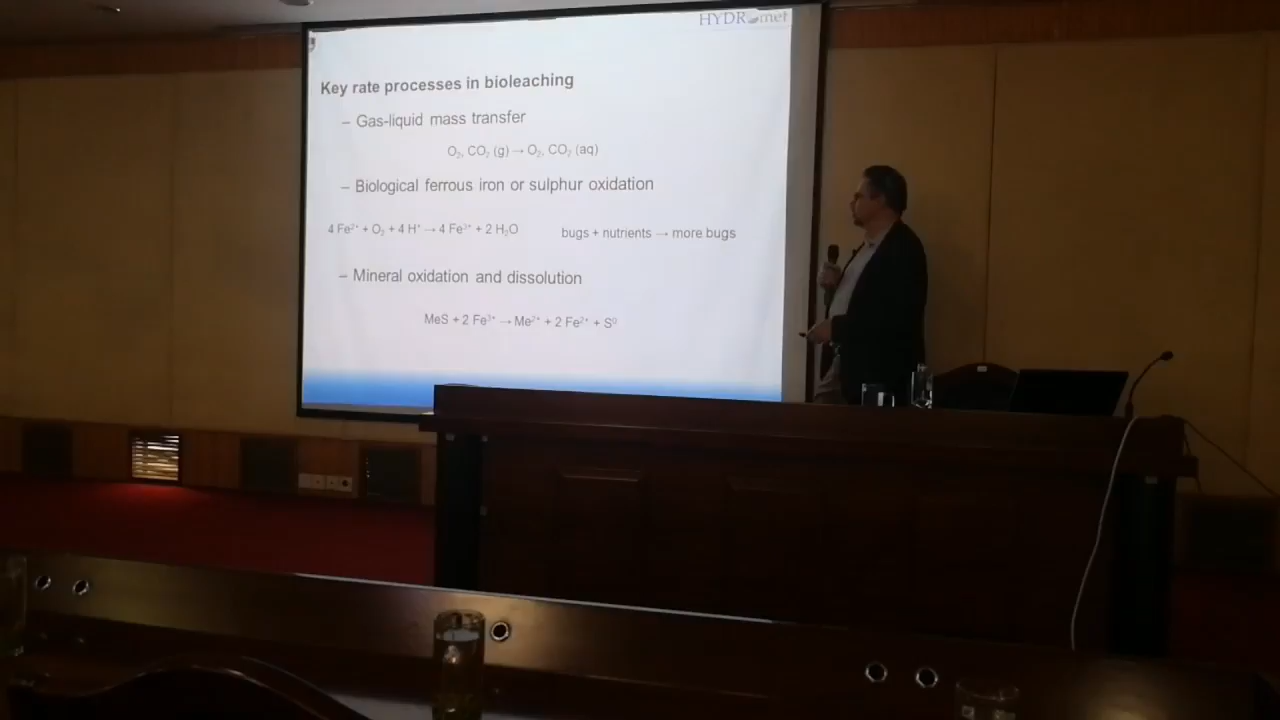 HYDROmet
Key rate processes in bioleaching
– Gas-liquid mass transfer
O₂, CO₂ (g) → O₂, CO₂ (aq)
– Biological ferrous iron or sulphur oxidation
4 Fe²⁺ + O₂ + 4 H⁺ → 4 Fe³⁺ + 2 H₂O
bugs + nutrients → more bugs
– Mineral oxidation and dissolution
MeS + 2 Fe³⁺ → Me²⁺ + 2 Fe²⁺ + S⁰